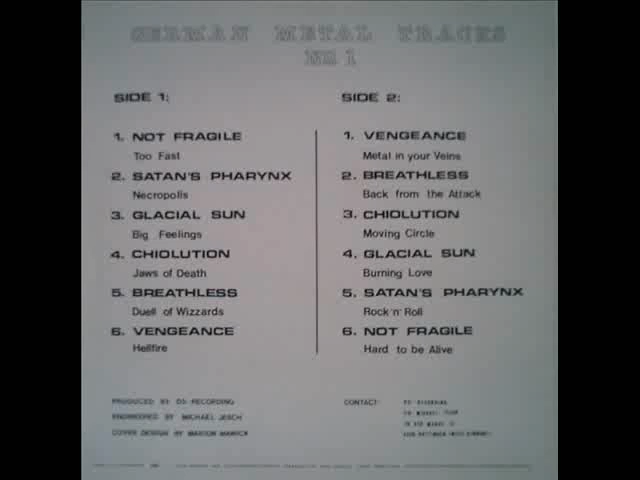 GERMAN METAL TRACKS
NO 1
SIDE 1:
1. NOT FRAGILE
Too Fast
2. SATAN'S PHARYNX
Necropolis
3. GLACIAL SUN
Big Feelings
4. CHIOLUTION
Jaws of Death
5. BREATHLESS
Duell of Wizzards
6. VENGEANCE
Hellfire
SIDE 2:
1. VENGEANCE
Metal in your Veins
2. BREATHLESS
Back from the Attack
3. CHIOLUTION
Moving Circle
4. GLACIAL SUN
Burning Love
5. SATAN'S PHARYNX
Rock'n'Roll
6. NOT FRAGILE
Hard to be Alive
PRODUCED BY DS RECORDING
ENGINEERED BY MICHAEL JESCH
COVER DESIGN BY MARION
CONTACT: